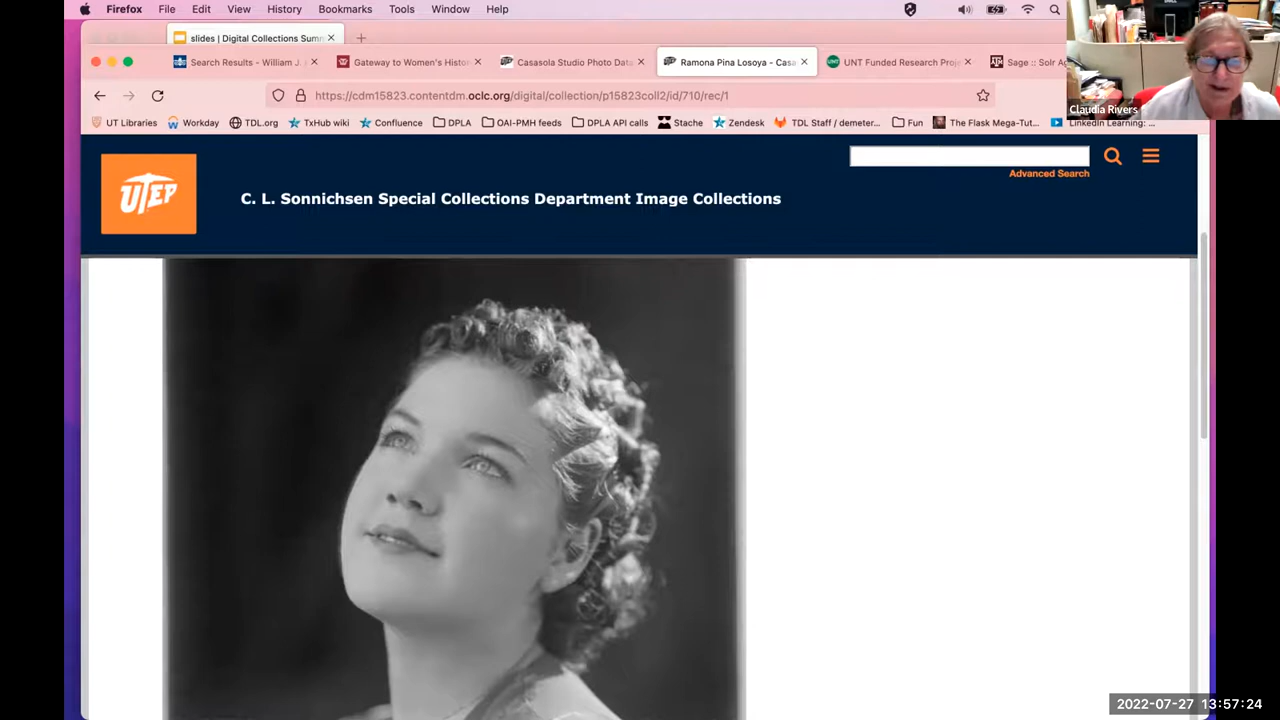 Firefox File Edit View History Bookmarks Tools Window Help
slides | Digital Collections Sum
Search Results - William J.
Gateway to Women's Histor
Casasola Studio Photo Data
Ramona Pina Losoya - Casa
UNT Funded Research Proj
Sage :: Solr Ag
https://cdm15823.contentdm.oclc.org/digital/collection/p15823coll2/id/710/rec/1
Claudia Rivers
UT Libraries Workday TDL.org TxHub wiki DPLA OAI-PMH feeds DPLA API calls Stache Zendesk TDL Staff / demeter... Fun The Flask Mega-Tut... LinkedIn Learning: ...
UTEP
C. L. Sonnichsen Special Collections Department Image Collections
Advanced Search
2022-07-27 13:57:24